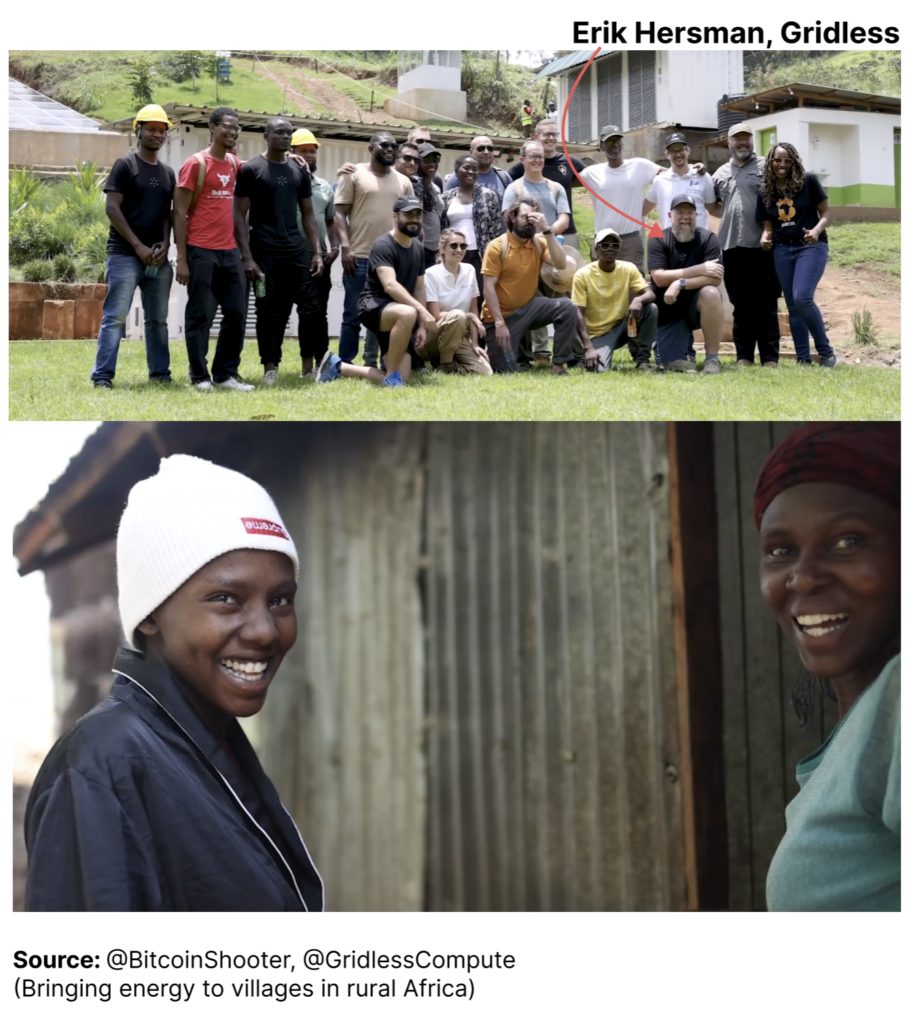 Erik Hersman, Gridless
Source: @BitcoinShooter, @GridlessCompute
(Bringing energy to villages in rural Africa)